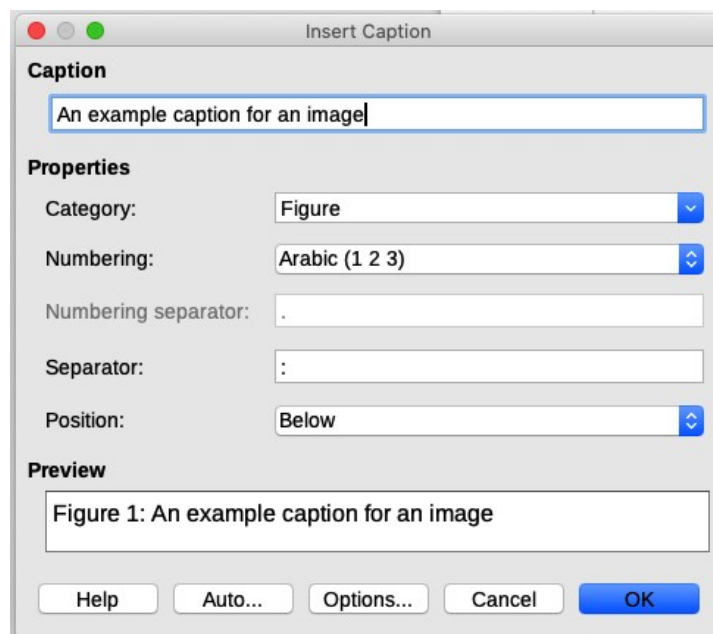 Insert Caption
Caption
An example caption for an image
Properties
Category: Figure
Numbering: Arabic (1 2 3)
Numbering separator: .
Separator: :
Position: Below
Preview
Figure 1: An example caption for an image
Help Auto... Options... Cancel OK